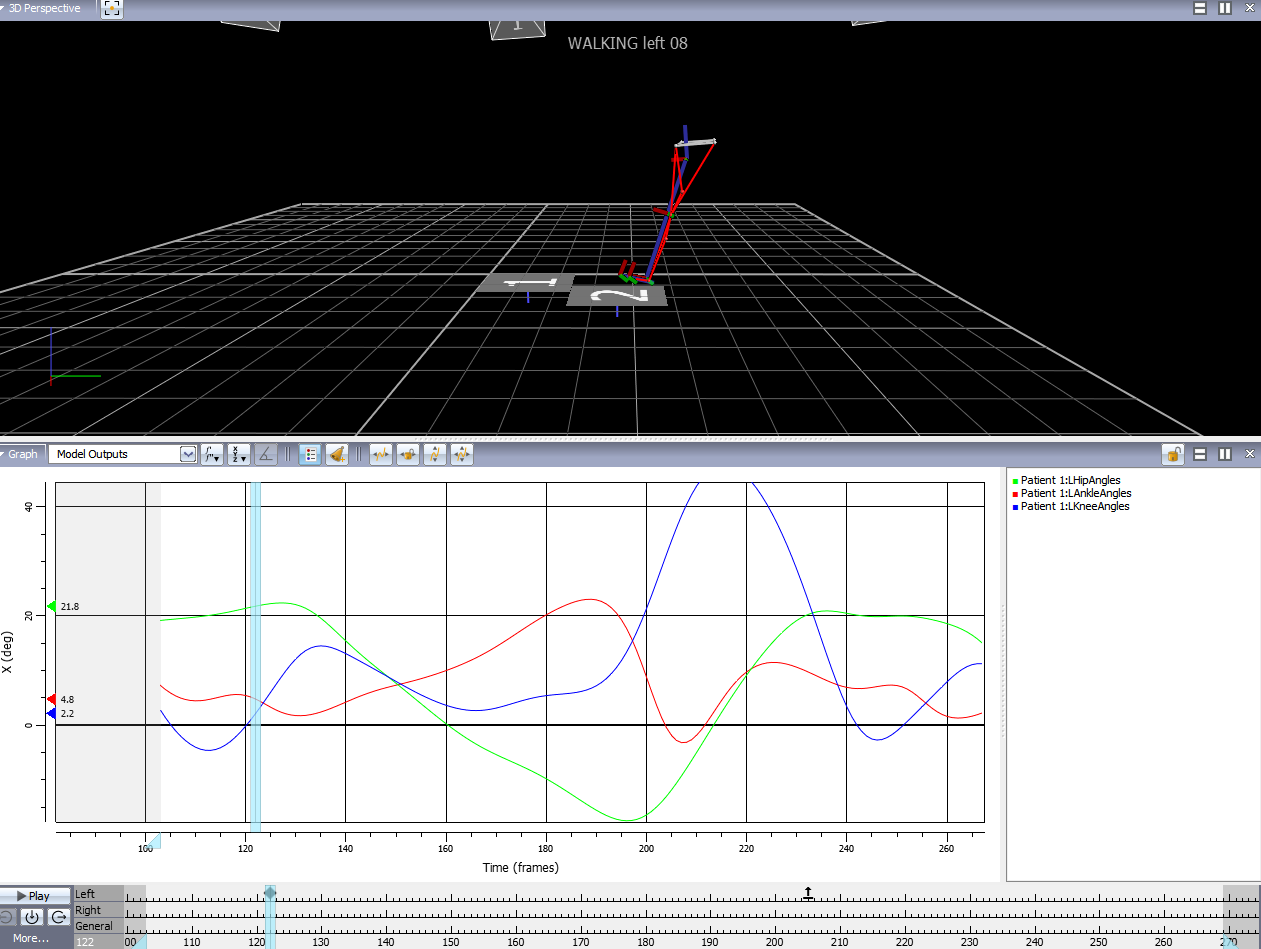 3D Perspective
1
WALKING left 08
1
2
Graph
Model Outputs
X
Y
Z
40
20
0
X (deg)
21.8
4.8
2.2
100 120 140 160 180 200 220 240 260
Time (frames)
Patient 1:LHipAngles
Patient 1:LAnkleAngles
Patient 1:LKneeAngles
Play
More...
Left
Right
General
122
00 110 120 130 140 150 160 170 180 190 200 210 220 230 240 250 260 270